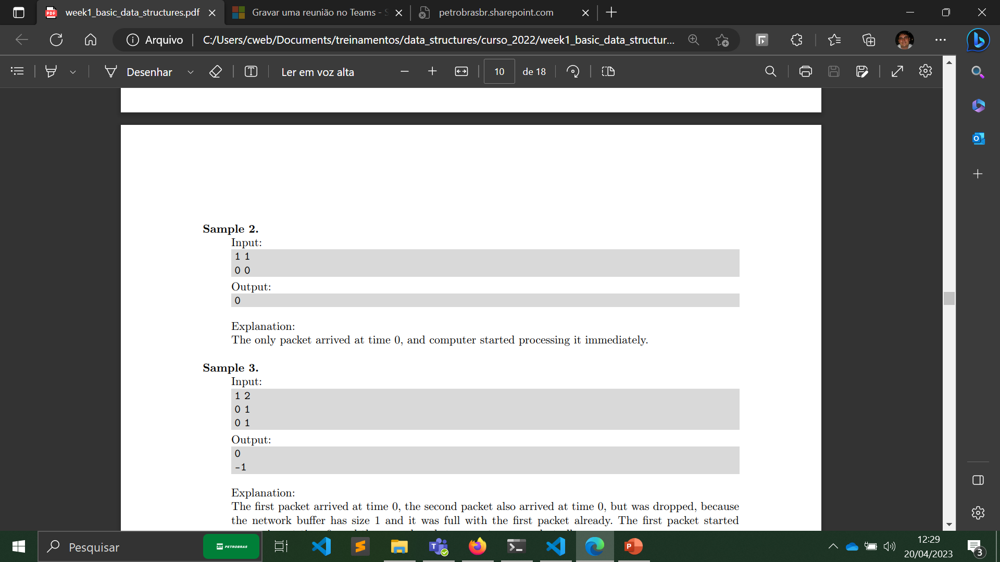 week1_basic_data_structures.pdf
Gravar uma reunião no Teams - S
petrobrasbr.sharepoint.com
Arquivo
C:/Users/cweb/Documents/treinamentos/data_structures/curso_2022/week1_basic_data_structur...
Desenhar
Ler em voz alta
10 de 18
Sample 2.
Input:
1 1
0 0
Output:
0
Explanation:
The only packet arrived at time 0, and computer started processing it immediately.
Sample 3.
Input:
1 2
0 1
0 1
Output:
0
-1
Explanation:
The first packet arrived at time 0, the second packet also arrived at time 0, but was dropped, because
the network buffer has size 1 and it was full with the first packet already. The first packet started
Pesquisar
BR PETROBRAS
12:29
20/04/2023
3